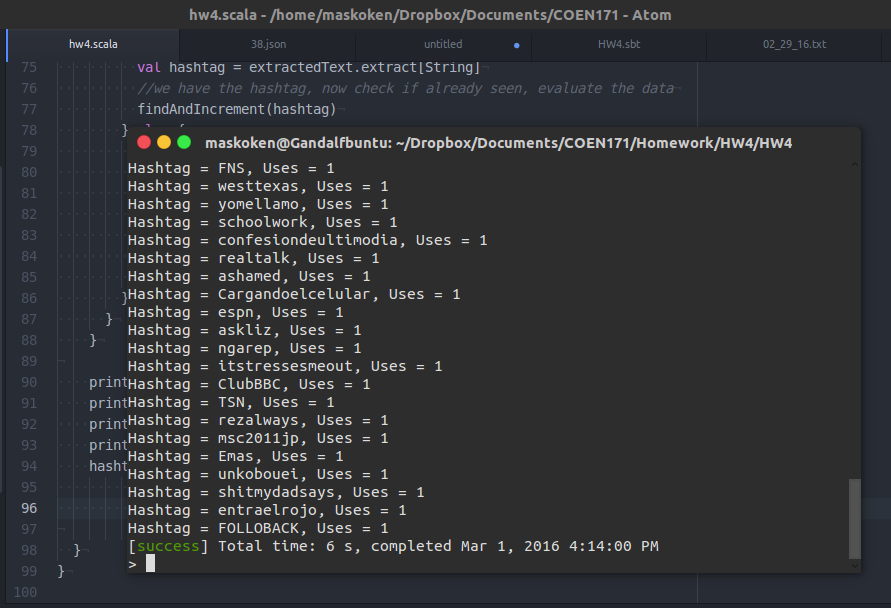 hw4.scala - /home/maskoken/Dropbox/Documents/COEN171 - Atom
hw4.scala 38.json untitled HW4.sbt 02_29_16.txt
75 val hashtag = extractedText.extract[String]
76 //we have the hashtag, now check if already seen, evaluate the data
77 findAndIncrement(hashtag)
78 }
maskoken@Gandalfbuntu: ~/Dropbox/Documents/COEN171/Homework/HW4/HW4
79
Hashtag = FNS, Uses = 1
80
Hashtag = westtexas, Uses = 1
81
Hashtag = yomellamo, Uses = 1
82
Hashtag = schoolwork, Uses = 1
83
Hashtag = confesiondeultimodia, Uses = 1
84
Hashtag = realtalk, Uses = 1
85
Hashtag = ashamed, Uses = 1
86 }
Hashtag = Cargandoelcelular, Uses = 1
87 }
Hashtag = espn, Uses = 1
Hashtag = askliz, Uses = 1
88 }
Hashtag = ngarep, Uses = 1
89
Hashtag = itstressesmeout, Uses = 1
90 print
Hashtag = ClubBBC, Uses = 1
91 print
Hashtag = TSN, Uses = 1
92 print
Hashtag = rezalways, Uses = 1
93 print
Hashtag = msc2011jp, Uses = 1
94 hasht
Hashtag = Emas, Uses = 1
Hashtag = unkobouei, Uses = 1
95
Hashtag = shitmydadsays, Uses = 1
96
Hashtag = entraelrojo, Uses = 1
97
Hashtag = FOLLOBACK, Uses = 1
98 }
[success] Total time: 6 s, completed Mar 1, 2016 4:14:00 PM
99 }
>
100